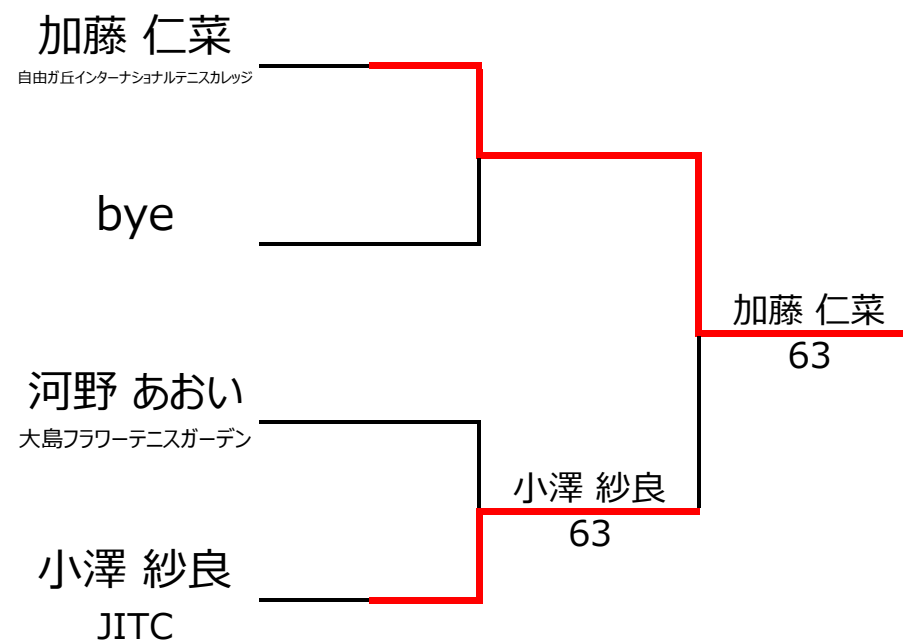 加藤 仁菜
自由ガ丘インターナショナルテニスカレッジ
bye
加藤 仁菜
63
河野 あおい
大島フラワーテニスガーデン
小澤 紗良
63
小澤 紗良
JITC